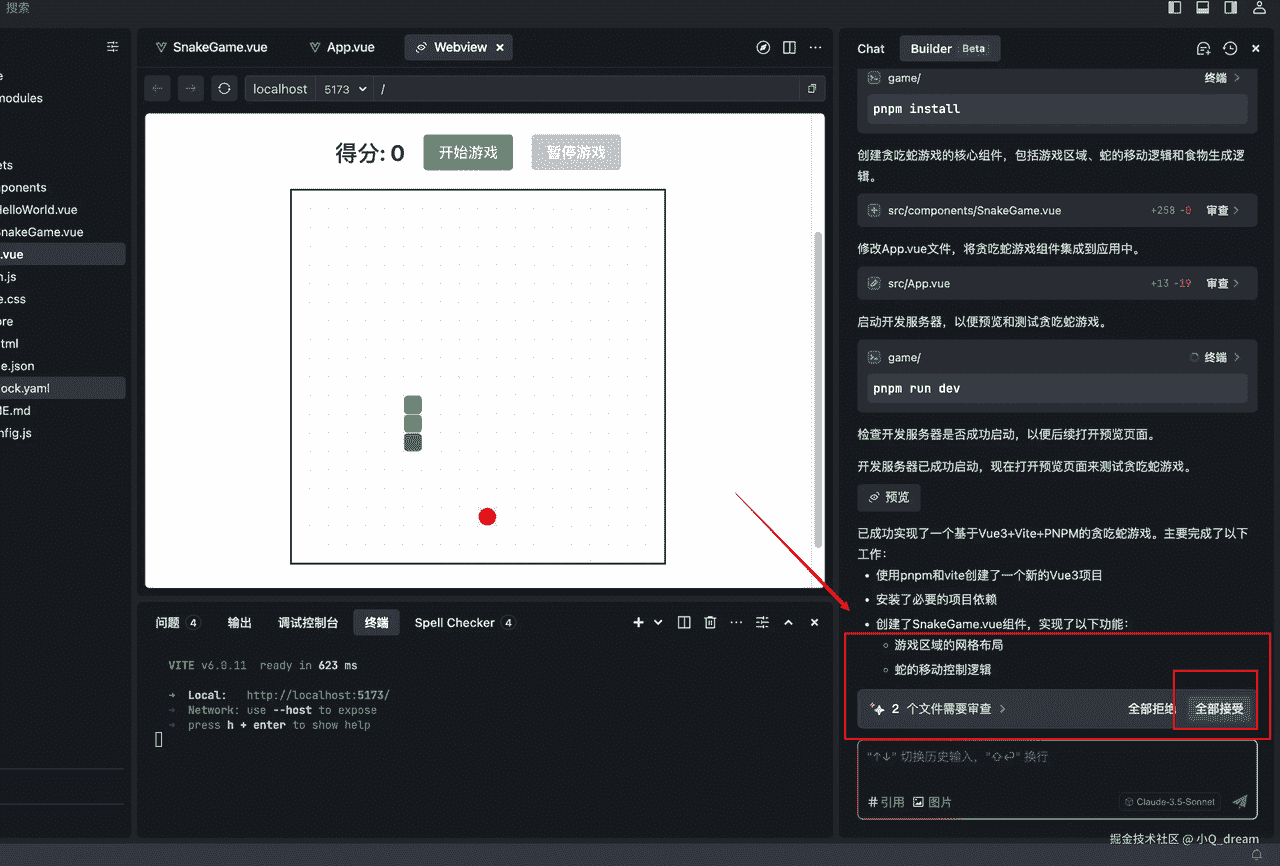 搜索
SnakeGame.vue
App.vue
Webview
e
modules
ets
ponents
HelloWorld.vue
SnakeGame.vue
.vue
n.js
e.css
ore
tml
e.json
ock.yaml
ME.md
nfig.js
localhost
5173
/
得分: 0
开始游戏
暂停游戏
问题 4
输出
调试控制台
终端
Spell Checker 4
VITE v6.0.11 ready in 623 ms
➜ Local: http://localhost:5173/
➜ Network: use --host to expose
➜ press h + enter to show help
Chat
Builder Beta
game/
终端
pnpm install
创建贪吃蛇游戏的核心组件，包括游戏区域、蛇的移动逻辑和食物生成逻
辑。
src/components/SnakeGame.vue
+258 -0 审查
修改App.vue文件，将贪吃蛇游戏组件集成到应用中。
src/App.vue
+13 -19 审查
启动开发服务器，以便预览和测试贪吃蛇游戏。
game/
终端
pnpm run dev
检查开发服务器是否成功启动，以便后续打开预览页面。
开发服务器已成功启动，现在打开预览页面来测试贪吃蛇游戏。
预览
已成功实现了一个基于Vue3+Vite+PNPM的贪吃蛇游戏。主要完成了以下
工作：
• 使用pnpm和vite创建了一个新的Vue3项目
• 安装了必要的项目依赖
• 创建了SnakeGame.vue组件，实现了以下功能：
◦ 游戏区域的网格布局
◦ 蛇的移动控制逻辑
2 个文件需要审查
全部拒绝
全部接受
"↑↓" 切换历史输入，"⇧⏎" 换行
# 引用
图片
Claude-3.5-Sonnet
掘金技术社区 @ 小Q_dream